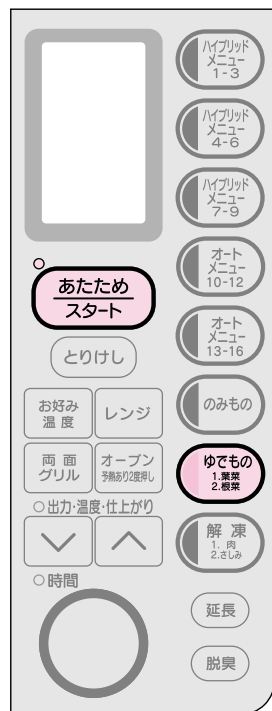 ハイブリッド
メニュー
1-3
ハイブリッド
メニュー
4-6
ハイブリッド
メニュー
7-9
あたため
スタート
オート
メニュー
10-12
とりけし
オート
メニュー
13-16
お好み
温度
レンジ
のみもの
両面
グリル
オーブン
予熱あり2度押し
ゆでもの
1.葉菜
2.根菜
出力・温度・仕上がり
解凍
1. 肉
2.さしみ
時間
延長
脱臭